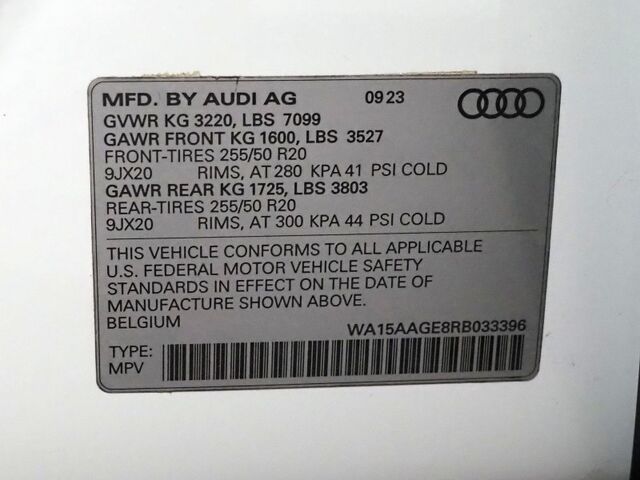 MFD. BY AUDI AG 09 23
GVWR KG 3220, LBS 7099
GAWR FRONT KG 1600, LBS 3527
FRONT-TIRES 255/50 R20
9JX20 RIMS, AT 280 KPA 41 PSI COLD
GAWR REAR KG 1725, LBS 3803
REAR-TIRES 255/50 R20
9JX20 RIMS, AT 300 KPA 44 PSI COLD
THIS VEHICLE CONFORMS TO ALL APPLICABLE
U.S. FEDERAL MOTOR VEHICLE SAFETY
STANDARDS IN EFFECT ON THE DATE OF
MANUFACTURE SHOWN ABOVE.
BELGIUM WA15AAGE8RB033396
TYPE:
MPV